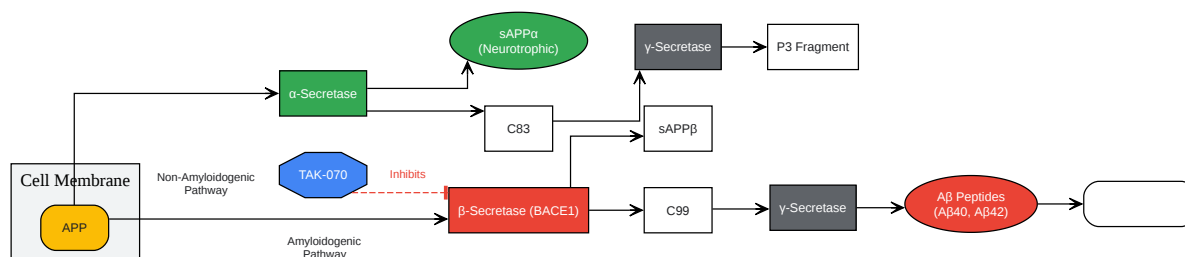 sAPPα
(Neurotrophic)
γ-Secretase
P3 Fragment
α-Secretase
C83
sAPPβ
Cell Membrane
Non-Amyloidogenic
Pathway
TAK-070
Inhibits
APP
β-Secretase (BACE1)
C99
γ-Secretase
Aβ Peptides
(Aβ40, Aβ42)
Amyloidogenic
Pathway